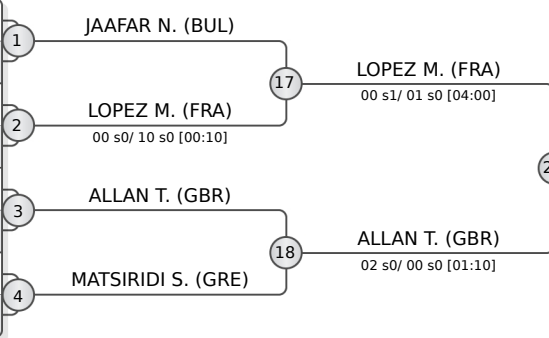 JAAFAR N. (BUL)
1
17
LOPEZ M. (FRA)
00 s1/ 01 s0 [04:00]
LOPEZ M. (FRA)
2
00 s0/ 10 s0 [00:10]
ALLAN T. (GBR)
3
18
ALLAN T. (GBR)
02 s0/ 00 s0 [01:10]
MATSIRIDI S. (GRE)
4